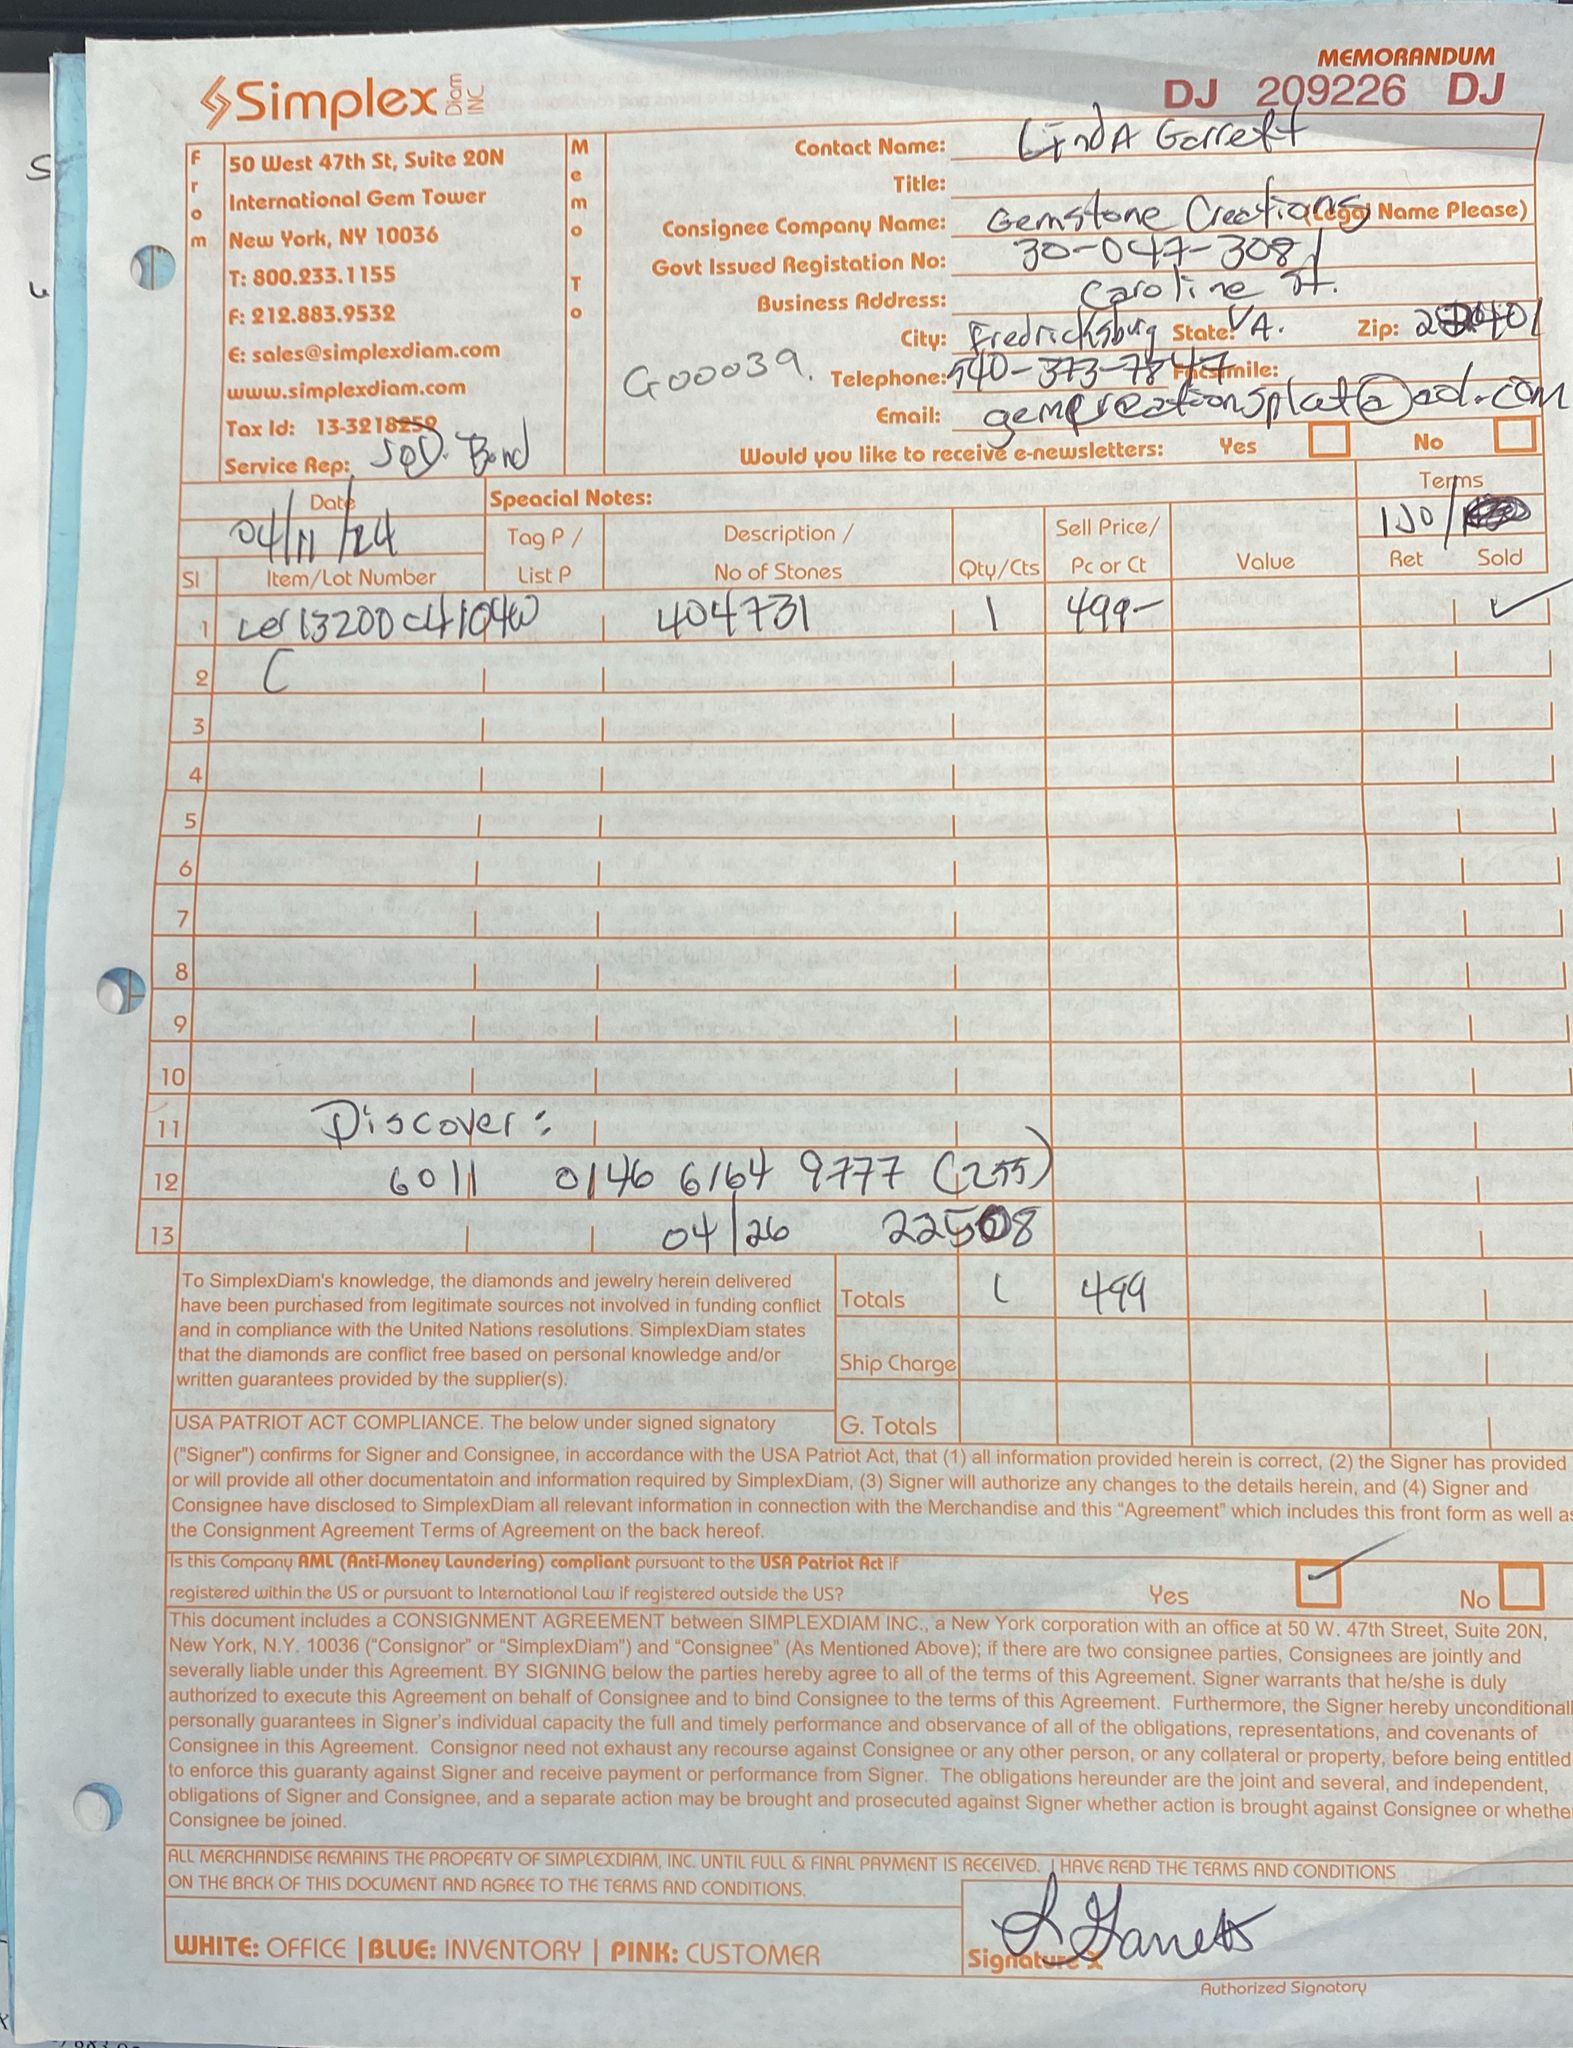 MEMORANDUM
Simplex Diam INC
DJ 209226 DJ
From
50 West 47th St, Suite 20N
International Gem Tower
New York, NY 10036
T: 800.233.1155
F: 212.883.9532
E: sales@simplexdiam.com
www.simplexdiam.com
Tax Id: 13-3218259
Service Rep:
Memo To
Contact Name: Linda Garrett
Title:
Consignee Company Name: Gemstone Creations (Legal Name Please)
Govt Issued Registation No: 30-047-3081
Business Address: Caroline St.
City: Fredricksburg State: VA. Zip:
G00039.
Telephone: 540-373-7847 Facsimile:
Email:
Would you like to receive e-newsletters: Yes No
Date Speacial Notes: Terms
04/11/24
Sl Item/Lot Number Tag P / List P Description / No of Stones Qty/Cts Sell Price/ Pc or Ct Value Ret Sold
1 404731 1 499-
2 C
3
4
5
6
7
8
9
10
11 Discover:
12 [card number and security code redacted]
13 [card expiration and billing code redacted]
To SimplexDiam's knowledge, the diamonds and jewelry herein delivered
have been purchased from legitimate sources not involved in funding conflict
and in compliance with the United Nations resolutions. SimplexDiam states
that the diamonds are conflict free based on personal knowledge and/or
written guarantees provided by the supplier(s).
Totals 1 499
Ship Charge
G. Totals
USA PATRIOT ACT COMPLIANCE. The below under signed signatory
("Signer") confirms for Signer and Consignee, in accordance with the USA Patriot Act, that (1) all information provided herein is correct, (2) the Signer has provided
or will provide all other documentatoin and information required by SimplexDiam, (3) Signer will authorize any changes to the details herein, and (4) Signer and
Consignee have disclosed to SimplexDiam all relevant information in connection with the Merchandise and this "Agreement" which includes this front form as well as
the Consignment Agreement Terms of Agreement on the back hereof.
Is this Company AML (Anti-Money Laundering) compliant pursuant to the USA Patriot Act if
registered within the US or pursuant to International Law if registered outside the US? Yes ✓ No
This document includes a CONSIGNMENT AGREEMENT between SIMPLEXDIAM INC., a New York corporation with an office at 50 W. 47th Street, Suite 20N,
New York, N.Y. 10036 ("Consignor" or "SimplexDiam") and "Consignee" (As Mentioned Above); if there are two consignee parties, Consignees are jointly and
severally liable under this Agreement. BY SIGNING below the parties hereby agree to all of the terms of this Agreement. Signer warrants that he/she is duly
authorized to execute this Agreement on behalf of Consignee and to bind Consignee to the terms of this Agreement. Furthermore, the Signer hereby unconditionall
personally guarantees in Signer's individual capacity the full and timely performance and observance of all of the obligations, representations, and covenants of
Consignee in this Agreement. Consignor need not exhaust any recourse against Consignee or any other person, or any collateral or property, before being entitled
to enforce this guaranty against Signer and receive payment or performance from Signer. The obligations hereunder are the joint and several, and independent,
obligations of Signer and Consignee, and a separate action may be brought and prosecuted against Signer whether action is brought against Consignee or whethe
Consignee be joined.
ALL MERCHANDISE REMAINS THE PROPERTY OF SIMPLEXDIAM, INC. UNTIL FULL & FINAL PAYMENT IS RECEIVED. I HAVE READ THE TERMS AND CONDITIONS
ON THE BACK OF THIS DOCUMENT AND AGREE TO THE TERMS AND CONDITIONS.
WHITE: OFFICE | BLUE: INVENTORY | PINK: CUSTOMER
Signature X L Garrett
Authorized Signatory